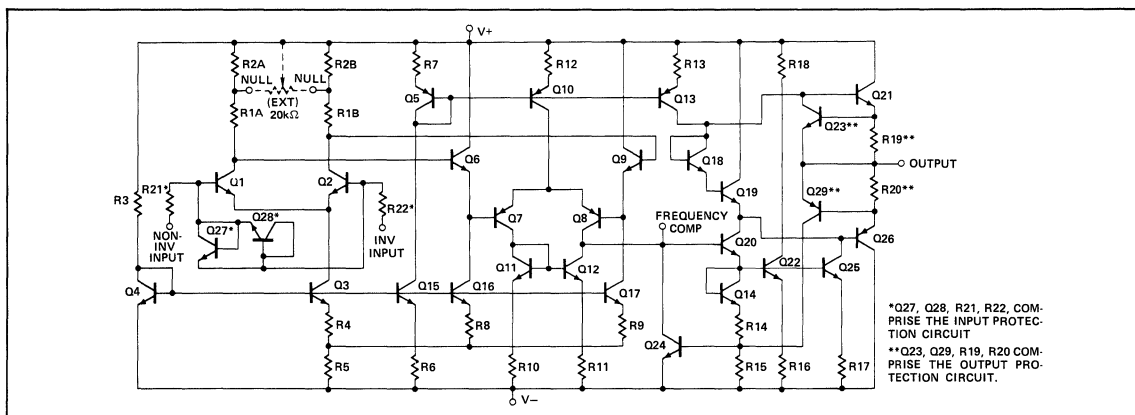 V+
R2A
R2B
R7
R12
R13
R18
NULL
NULL
(EXT)
20kΩ
Q5
Q10
Q13
Q21
Q23**
R1A
R1B
R19**
Q6
Q9
Q18
OUTPUT
R21*
Q1
Q2
Q19
R20**
R3
Q28*
R22*
Q7
Q8
FREQUENCY
COMP
Q29**
Q27*
NON-
INV
INPUT
INV
INPUT
Q20
Q26
Q11
Q12
Q22
Q25
Q4
Q3
Q15
Q16
Q17
Q14
R4
R8
R9
Q24
R14
R5
R6
R10
R11
R15
R16
R17
V−
*Q27, Q28, R21, R22, COM-
PRISE THE INPUT PROTEC-
TION CIRCUIT
**Q23, Q29, R19, R20 COM-
PRISE THE OUTPUT PRO-
TECTION CIRCUIT.